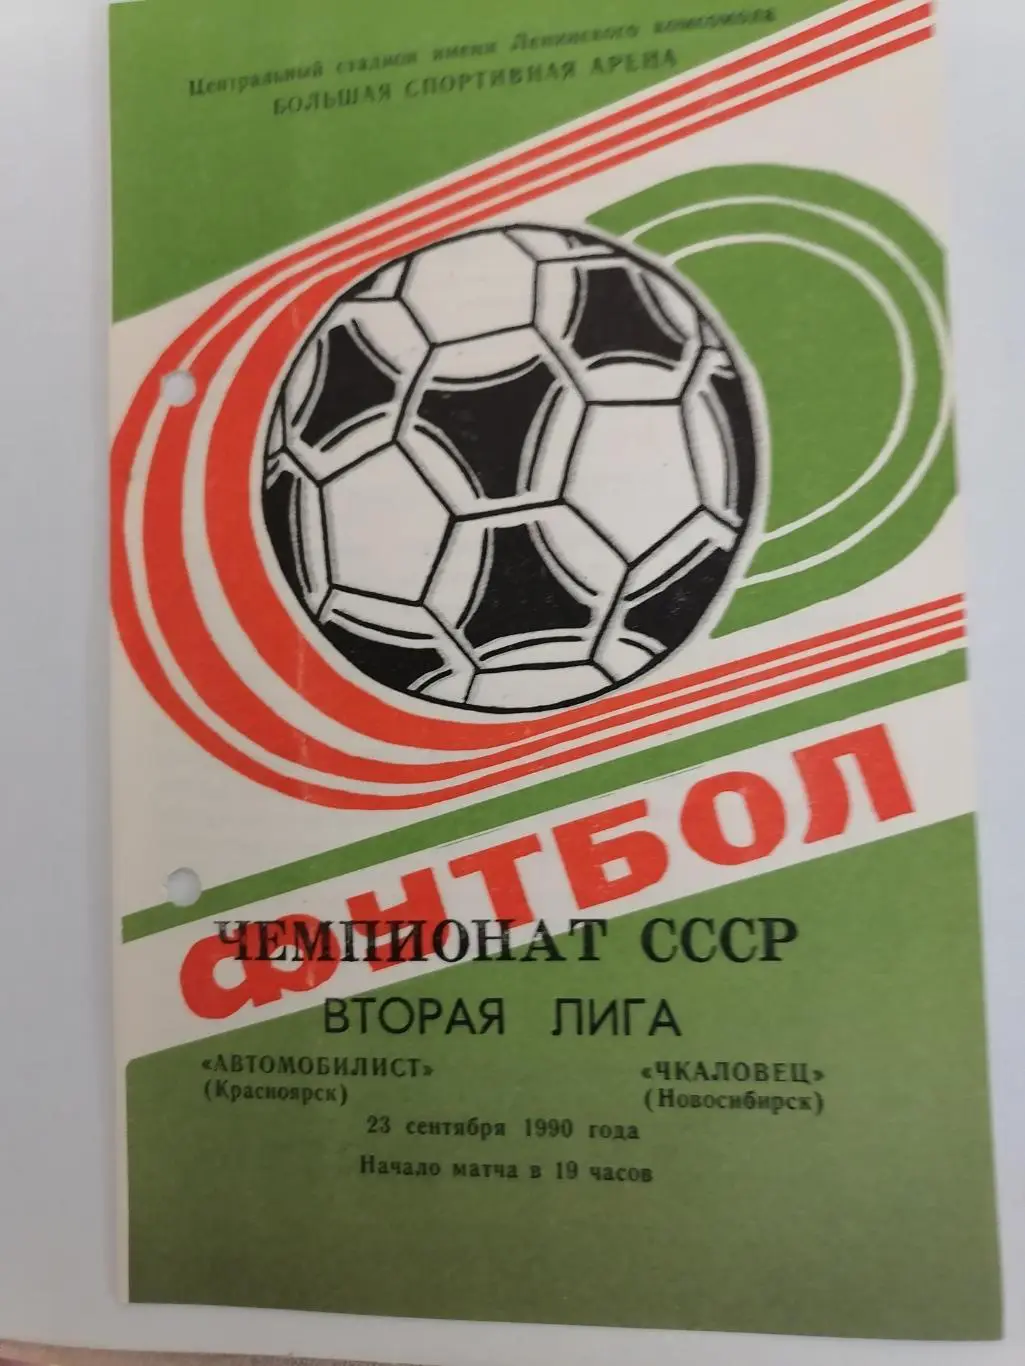 Центральный стадион имени Ленинского комсомола
БОЛЬШАЯ СПОРТИВНАЯ АРЕНА
ФУТБОЛ
ЧЕМПИОНАТ СССР
ВТОРАЯ ЛИГА
«АВТОМОБИЛИСТ» «ЧКАЛОВЕЦ»
(Красноярск) (Новосибирск)
23 сентября 1990 года
Начало матча в 19 часов